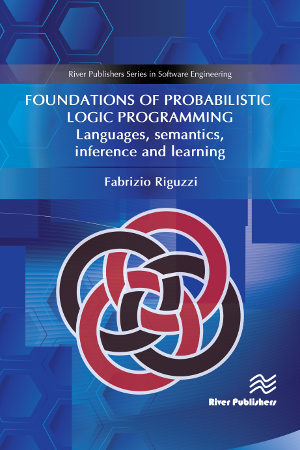 River Publishers Series in Software Engineering
FOUNDATIONS OF PROBABILISTIC
LOGIC PROGRAMMING
Languages, semantics,
inference and learning
Fabrizio Riguzzi
River Publishers